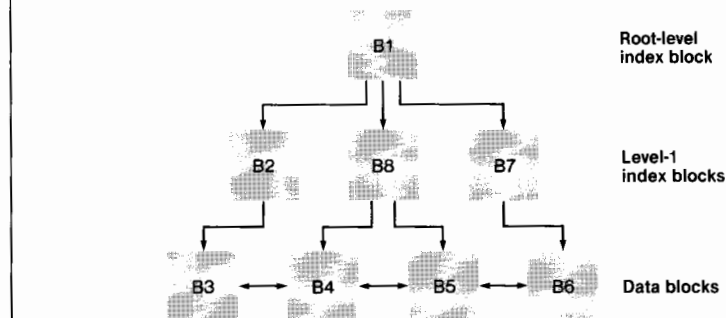 B1
Root-level
index block
B2
B8
B7
Level-1
index blocks
B3
B4
B5
B6
Data blocks